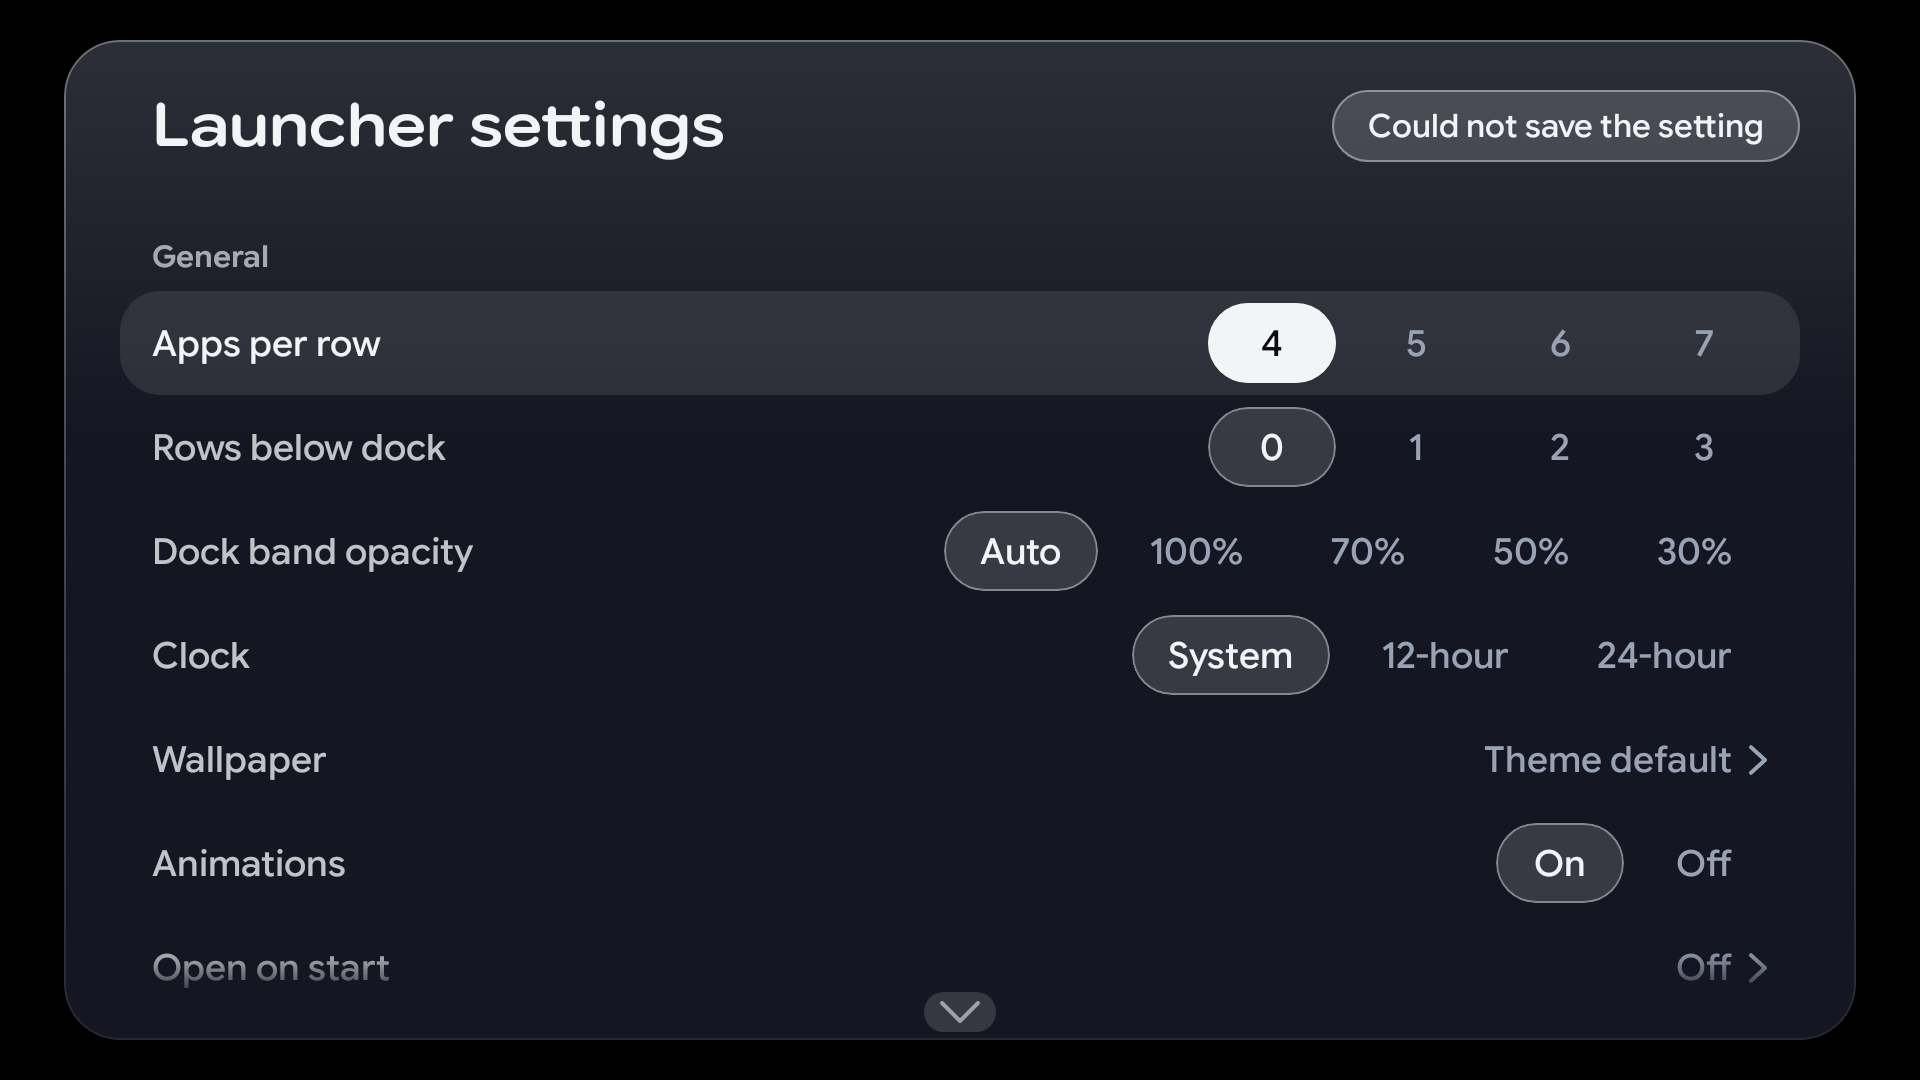 Launcher settings
Could not save the setting
General
Apps per row 4 5 6 7
Rows below dock 0 1 2 3
Dock band opacity Auto 100% 70% 50% 30%
Clock System 12-hour 24-hour
Wallpaper Theme default
Animations On Off
Open on start Off